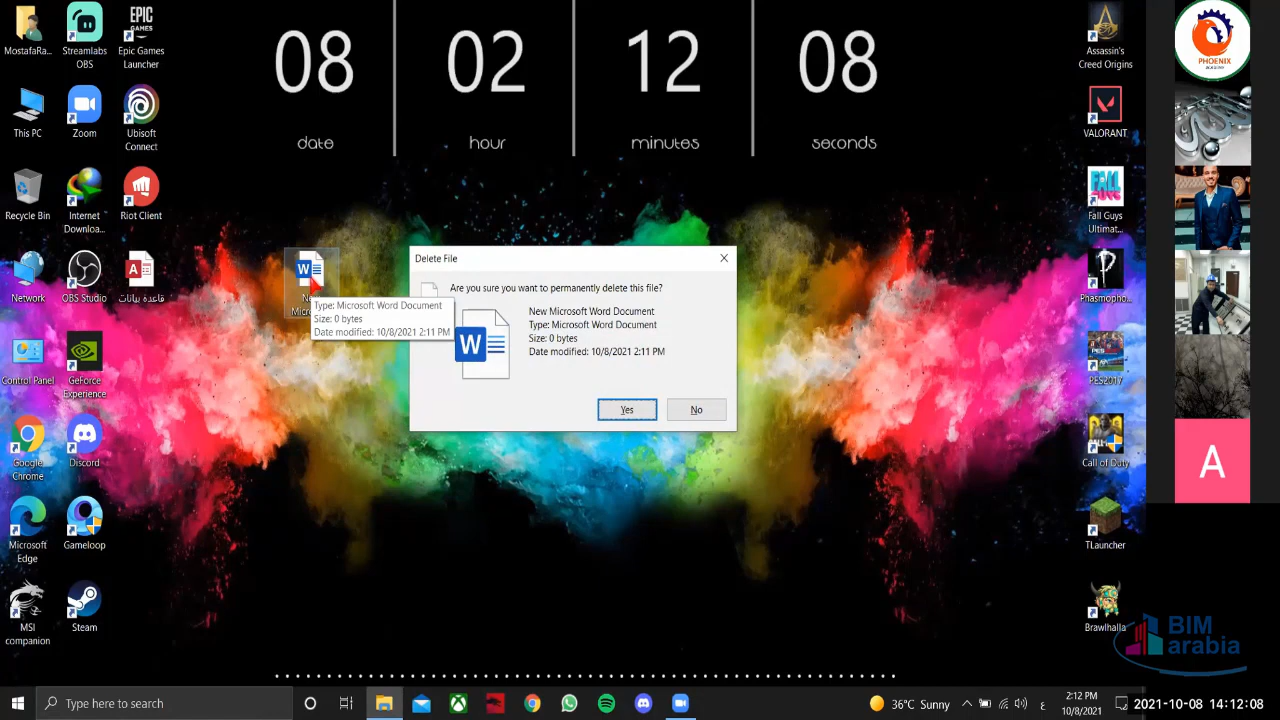 08
02
12
08
date
hour
minutes
seconds
MostafaRa...
Streamlabs
OBS
Epic Games
Launcher
This PC
Zoom
Ubisoft
Connect
Recycle Bin
Internet
Downloa...
Riot Client
Network
OBS Studio
قاعدة بيانات
Control Panel
GeForce
Experience
Google
Chrome
Discord
Microsoft
Edge
Gameloop
MSI
companion
Steam
Type: Microsoft Word Document
Size: 0 bytes
Date modified: 10/8/2021 2:11 PM
Delete File
Are you sure you want to permanently delete this file?
New Microsoft Word Document
Type: Microsoft Word Document
Size: 0 bytes
Date modified: 10/8/2021 2:11 PM
Yes
No
Assassin's
Creed Origins
VALORANT
Fall Guys
Ultimat...
Phasmopho...
PES2017
Call of Duty
TLauncher
Brawlhalla
PHOENIX
A
BIM
arabia
Type here to search
36°C Sunny
ع
2:12 PM
10/8/2021
2021-10-08 14:12:08